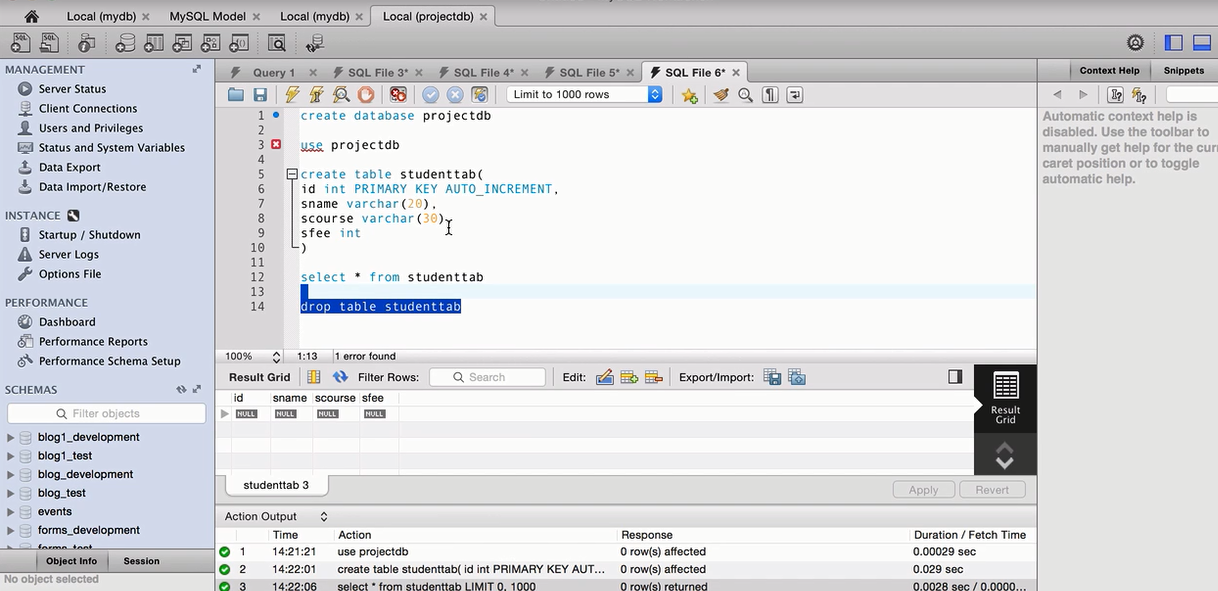 Local (mydb) MySQL Model Local (mydb) Local (projectdb)
MANAGEMENT
Server Status
Client Connections
Users and Privileges
Status and System Variables
Data Export
Data Import/Restore
INSTANCE
Startup / Shutdown
Server Logs
Options File
PERFORMANCE
Dashboard
Performance Reports
Performance Schema Setup
SCHEMAS
Filter objects
blog1_development
blog1_test
blog_development
blog_test
events
forms_development
Object Info Session
No object selected
Query 1 SQL File 3* SQL File 4* SQL File 5* SQL File 6*
Limit to 1000 rows
1 create database projectdb
2
3 use projectdb
4
5 create table studenttab(
6 id int PRIMARY KEY AUTO_INCREMENT,
7 sname varchar(20),
8 scourse varchar(30),
9 sfee int
10 )
11
12 select * from studenttab
13
14 drop table studenttab
100% 1:13 1 error found
Result Grid Filter Rows: Search Edit: Export/Import:
id sname scourse sfee
NULL NULL NULL NULL
Result
Grid
studenttab 3
Apply Revert
Action Output
Time Action Response Duration / Fetch Time
1 14:21:21 use projectdb 0 row(s) affected 0.00029 sec
2 14:22:01 create table studenttab( id int PRIMARY KEY AUT... 0 row(s) affected 0.029 sec
3 14:22:06 select * from studenttab LIMIT 0, 1000 0 row(s) returned 0.0028 sec / 0.0000...
Context Help Snippets
Automatic context help is
disabled. Use the toolbar to
manually get help for the curr
caret position or to toggle
automatic help.